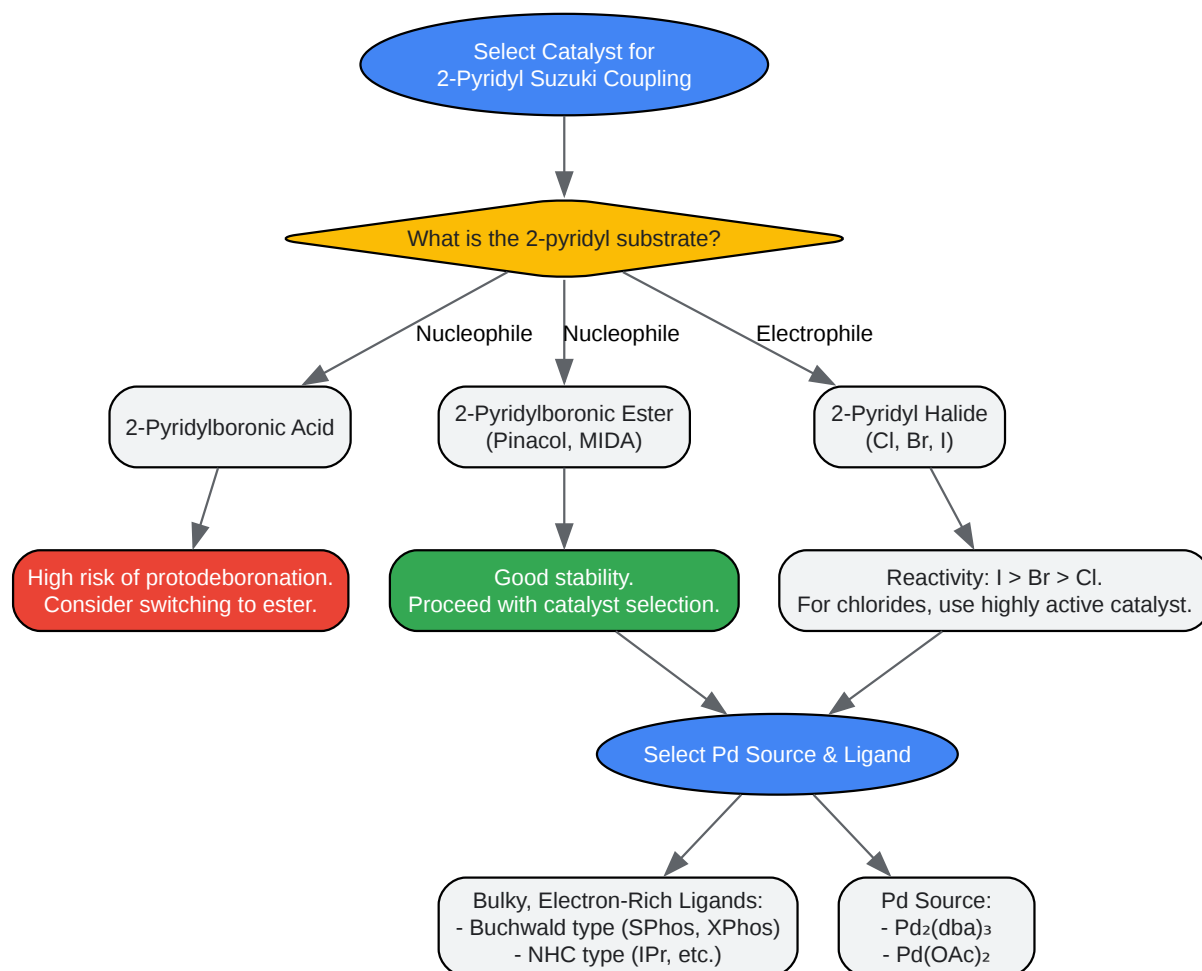 Select Catalyst for
2-Pyridyl Suzuki Coupling
What is the 2-pyridyl substrate?
Nucleophile
Nucleophile
Electrophile
2-Pyridylboronic Acid
2-Pyridylboronic Ester
(Pinacol, MIDA)
2-Pyridyl Halide
(Cl, Br, I)
High risk of protodeboronation.
Consider switching to ester.
Good stability.
Proceed with catalyst selection.
Reactivity: I > Br > Cl.
For chlorides, use highly active catalyst.
Select Pd Source & Ligand
Bulky, Electron-Rich Ligands:
- Buchwald type (SPhos, XPhos)
- NHC type (IPr, etc.)
Pd Source:
- Pd₂(dba)₃
- Pd(OAc)₂